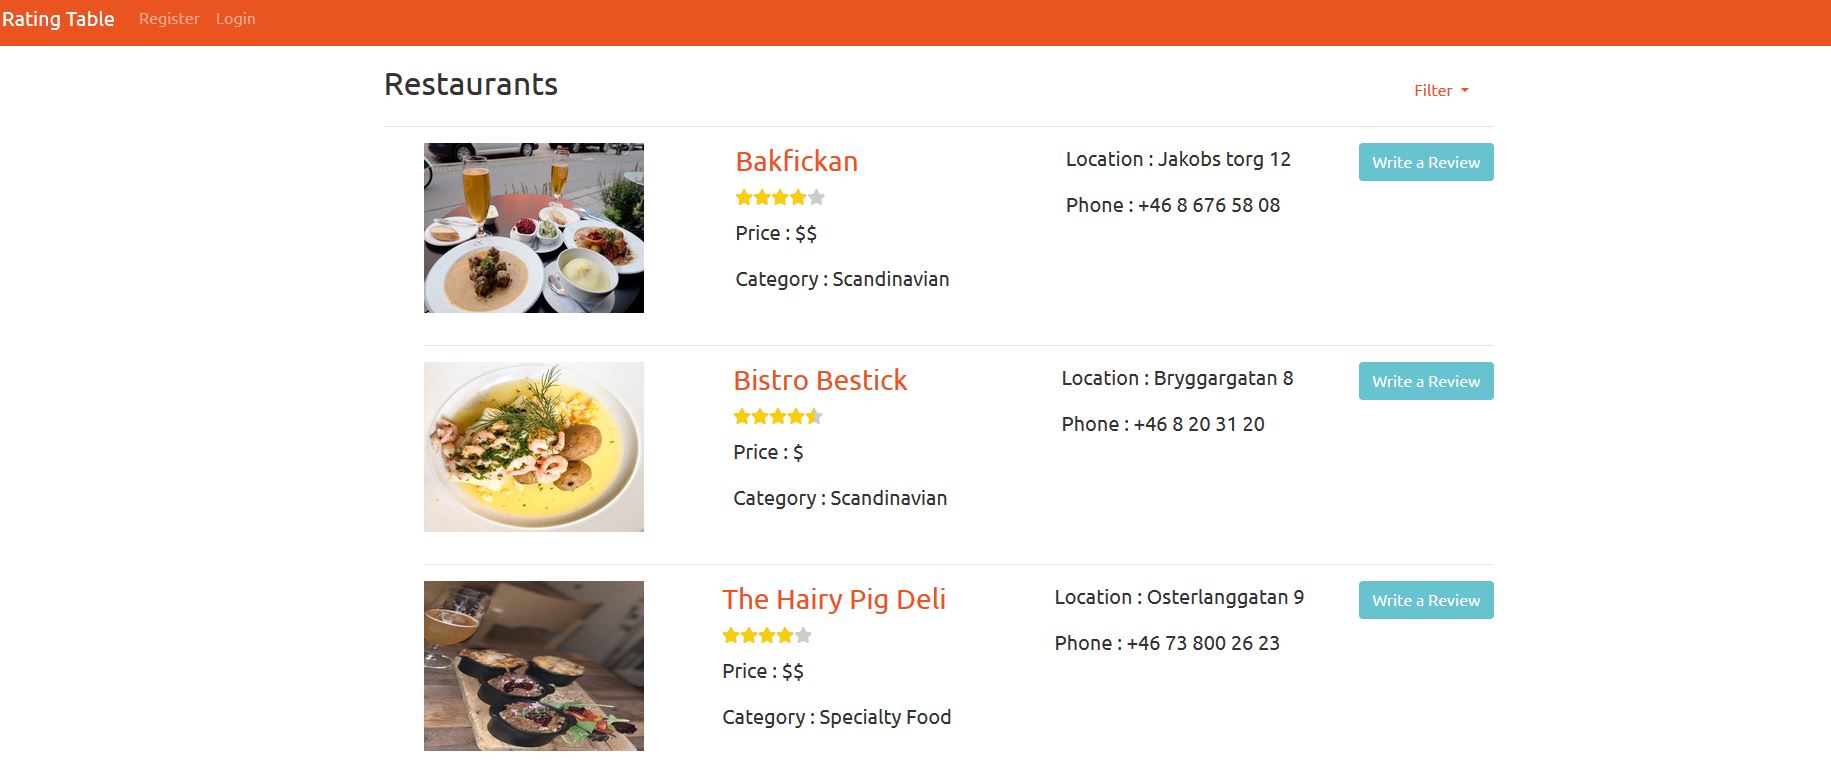 Rating Table Register Login
Restaurants
Filter
Bakfickan
Price : $$
Category : Scandinavian
Location : Jakobs torg 12
Phone : +46 8 676 58 08
Write a Review
Bistro Bestick
Price : $
Category : Scandinavian
Location : Bryggargatan 8
Phone : +46 8 20 31 20
Write a Review
The Hairy Pig Deli
Price : $$
Category : Specialty Food
Location : Osterlanggatan 9
Phone : +46 73 800 26 23
Write a Review